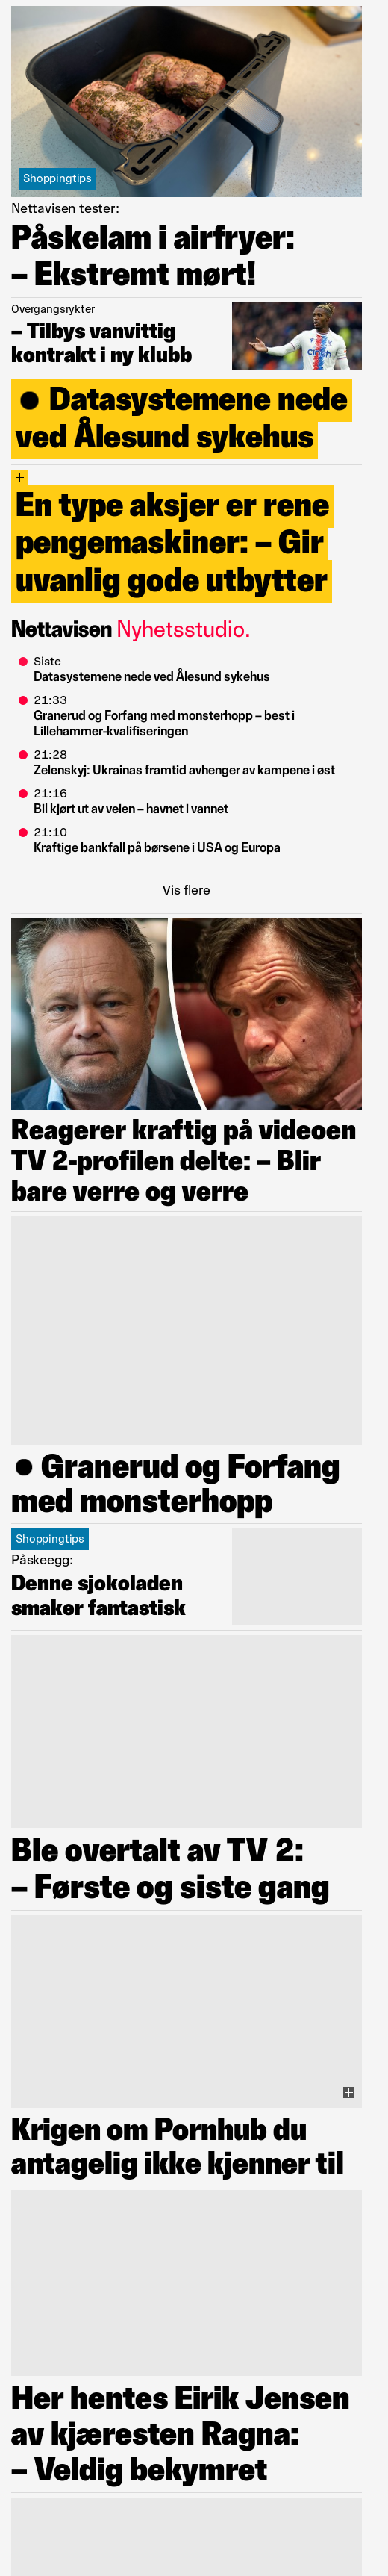 Shoppingtips
Nettavisen tester:
Påskelam i airfryer:
– Ekstremt mørt!
Overgangsrykter
– Tilbys vanvittig
kontrakt i ny klubb
● Datasystemene nede
ved Ålesund sykehus
+
En type aksjer er rene
pengemaskiner: – Gir
uvanlig gode utbytter
Nettavisen Nyhetsstudio.
Siste
Datasystemene nede ved Ålesund sykehus
21:33
Granerud og Forfang med monsterhopp – best i
Lillehammer-kvalifiseringen
21:28
Zelenskyj: Ukrainas framtid avhenger av kampene i øst
21:16
Bil kjørt ut av veien – havnet i vannet
21:10
Kraftige bankfall på børsene i USA og Europa
Vis flere
Reagerer kraftig på videoen
TV 2-profilen delte: – Blir
bare verre og verre
● Granerud og Forfang
med monsterhopp
Shoppingtips
Påskeegg:
Denne sjokoladen
smaker fantastisk
Ble overtalt av TV 2:
– Første og siste gang
Krigen om Pornhub du
antagelig ikke kjenner til
Her hentes Eirik Jensen
av kjæresten Ragna:
– Veldig bekymret